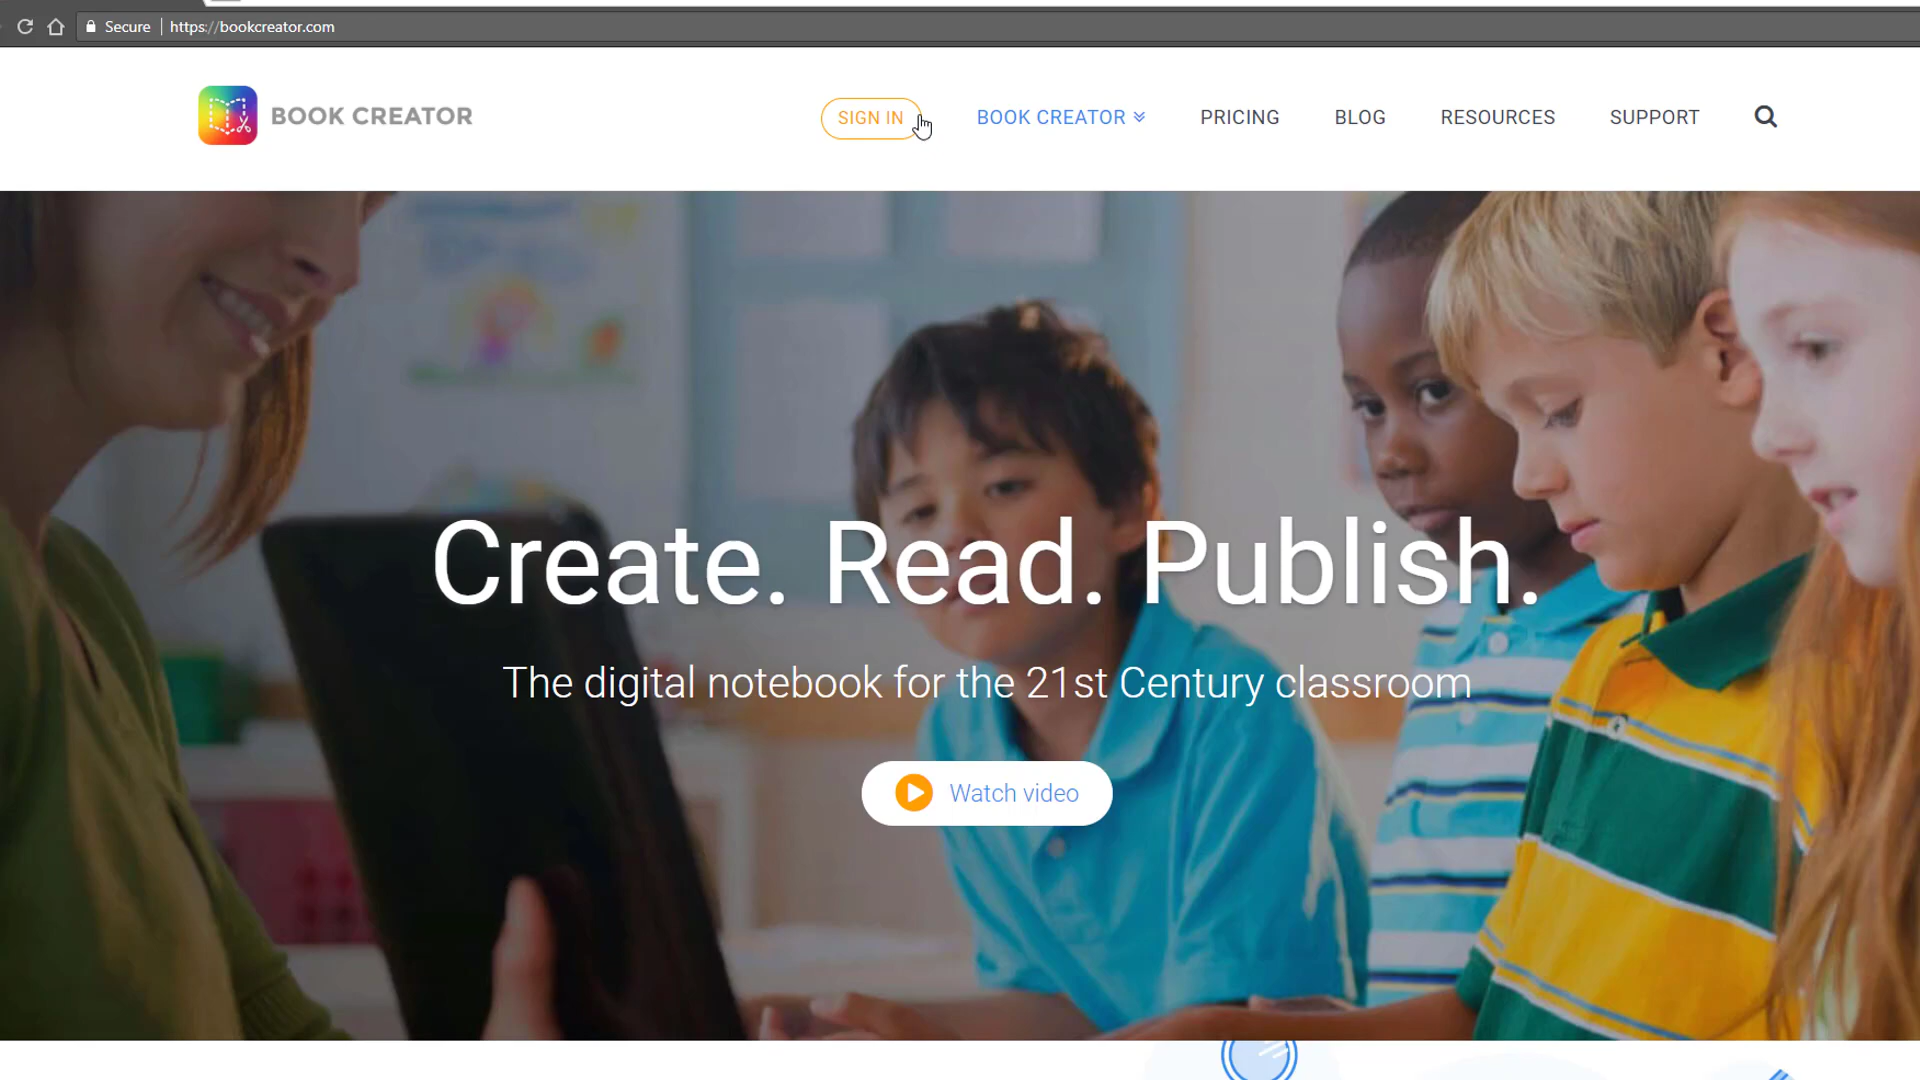 Secure https://bookcreator.com
BOOK CREATOR
SIGN IN
BOOK CREATOR
PRICING
BLOG
RESOURCES
SUPPORT
Create. Read. Publish.
The digital notebook for the 21st Century classroom
Watch video